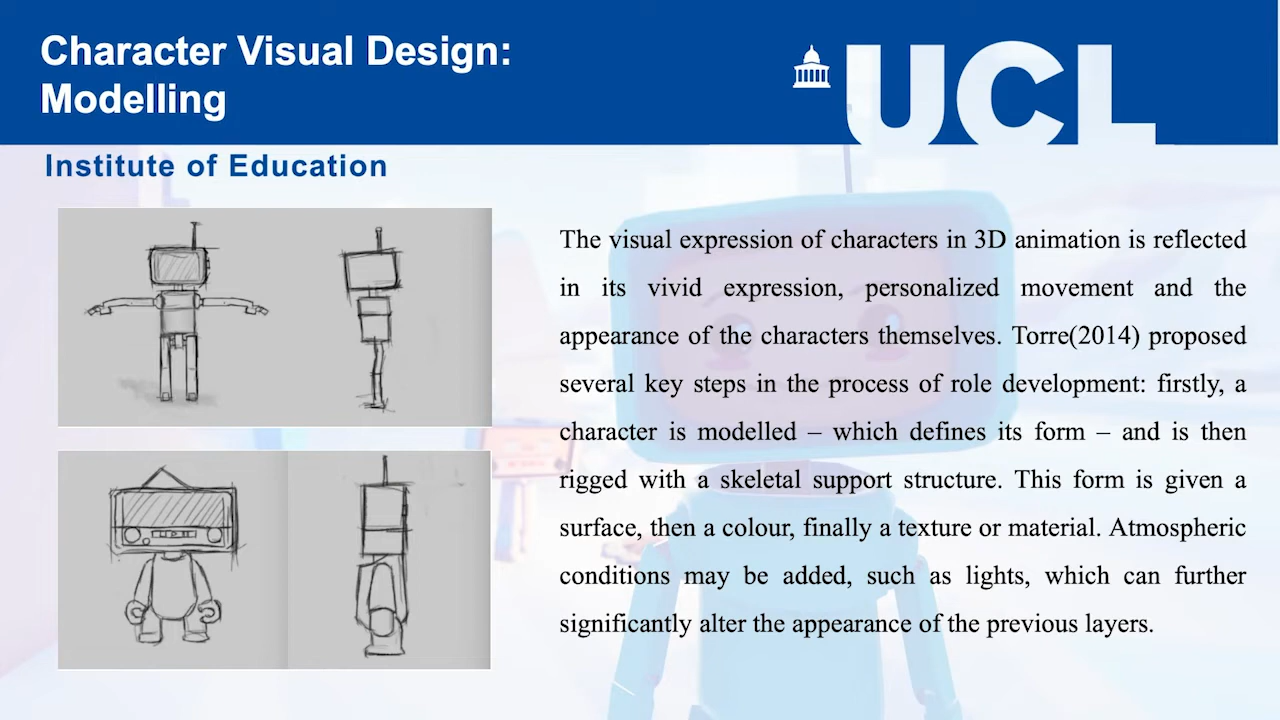 Character Visual Design:
Modelling
UCL
Institute of Education
The visual expression of characters in 3D animation is reflected
in its vivid expression, personalized movement and the
appearance of the characters themselves. Torre(2014) proposed
several key steps in the process of role development: firstly, a
character is modelled – which defines its form – and is then
rigged with a skeletal support structure. This form is given a
surface, then a colour, finally a texture or material. Atmospheric
conditions may be added, such as lights, which can further
significantly alter the appearance of the previous layers.